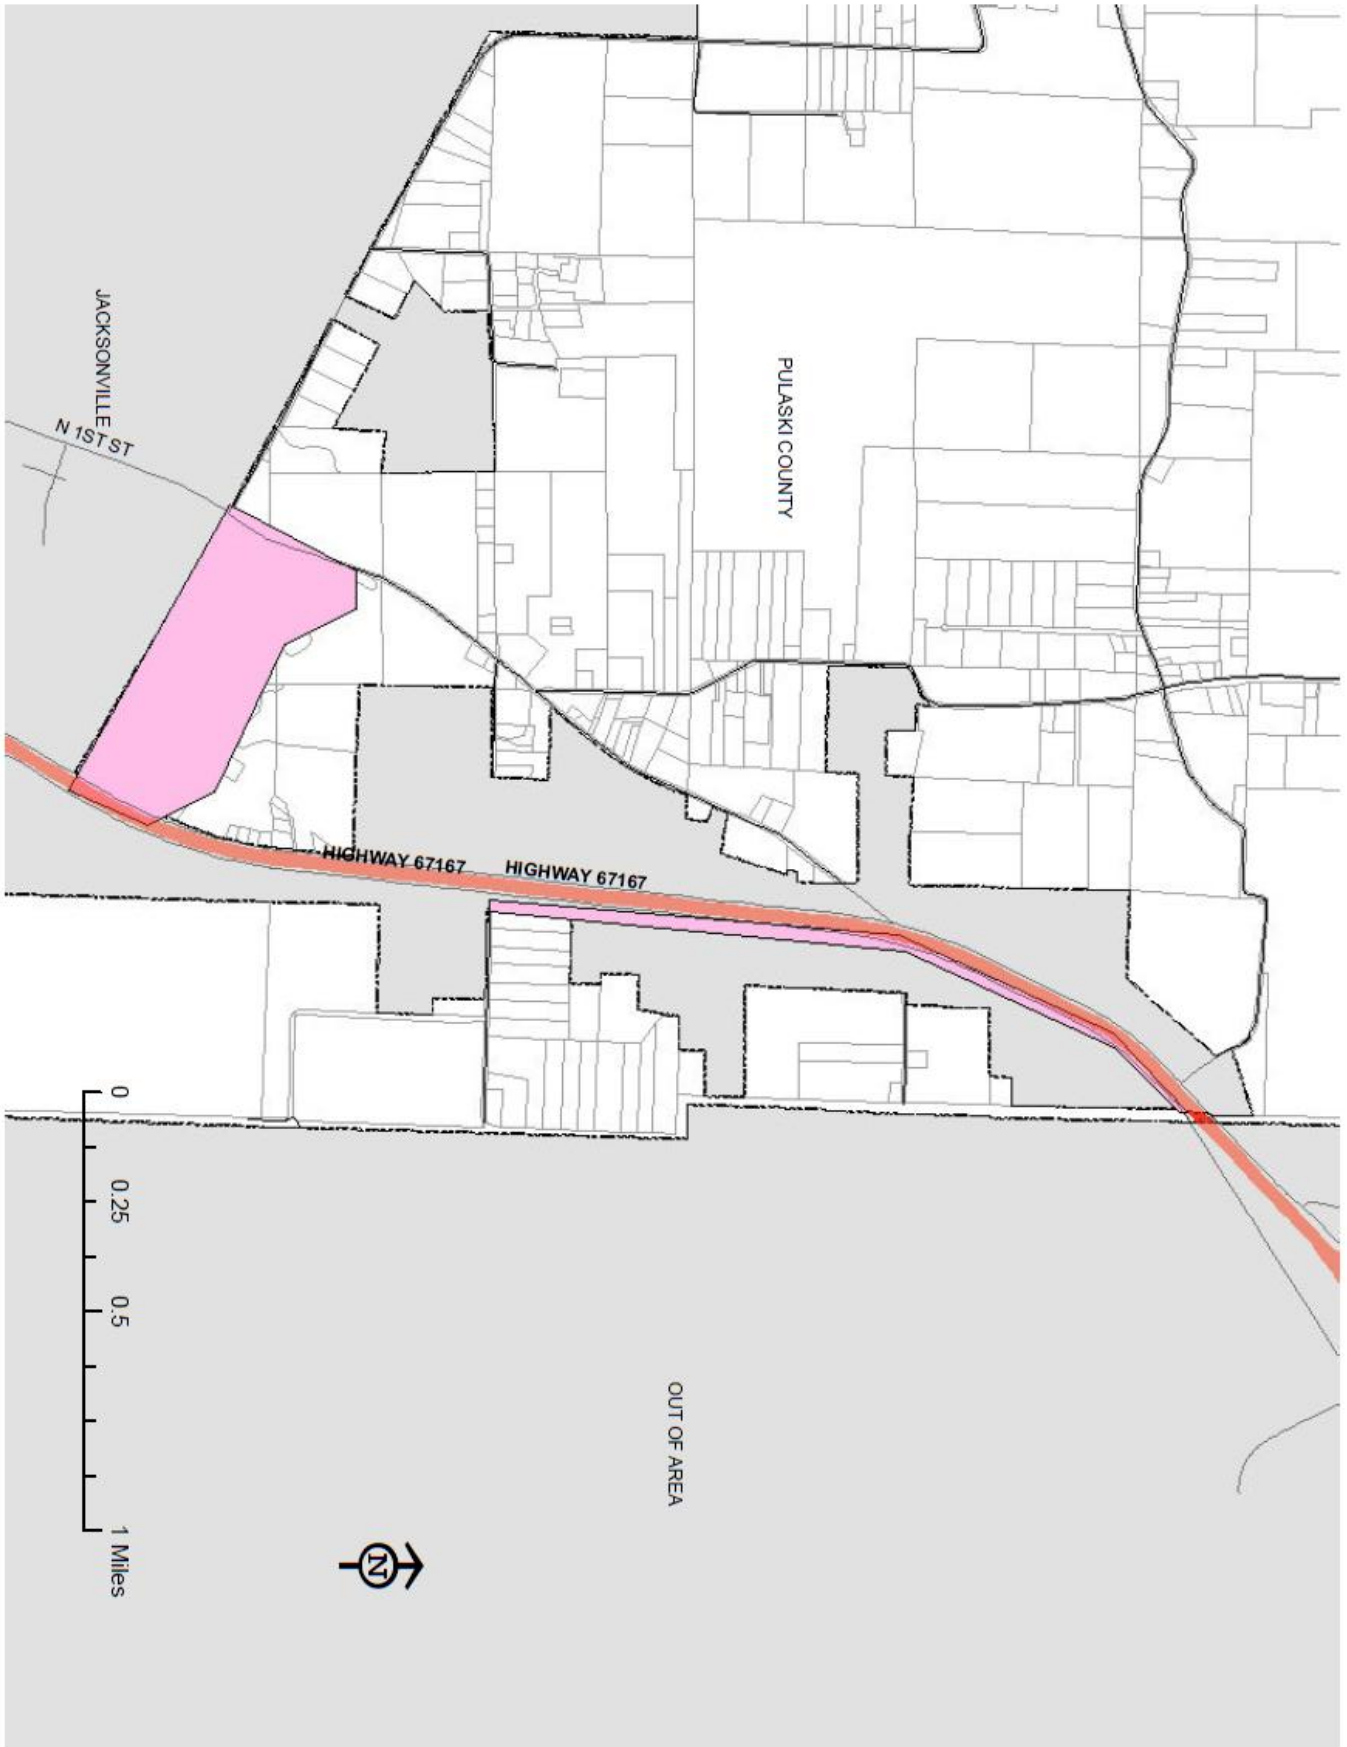 JACKSONVILLE
N 1ST ST
PULASKI COUNTY
HIGHWAY 67167
HIGHWAY 67167
OUT OF AREA
0 0.25 0.5 1 Miles
N